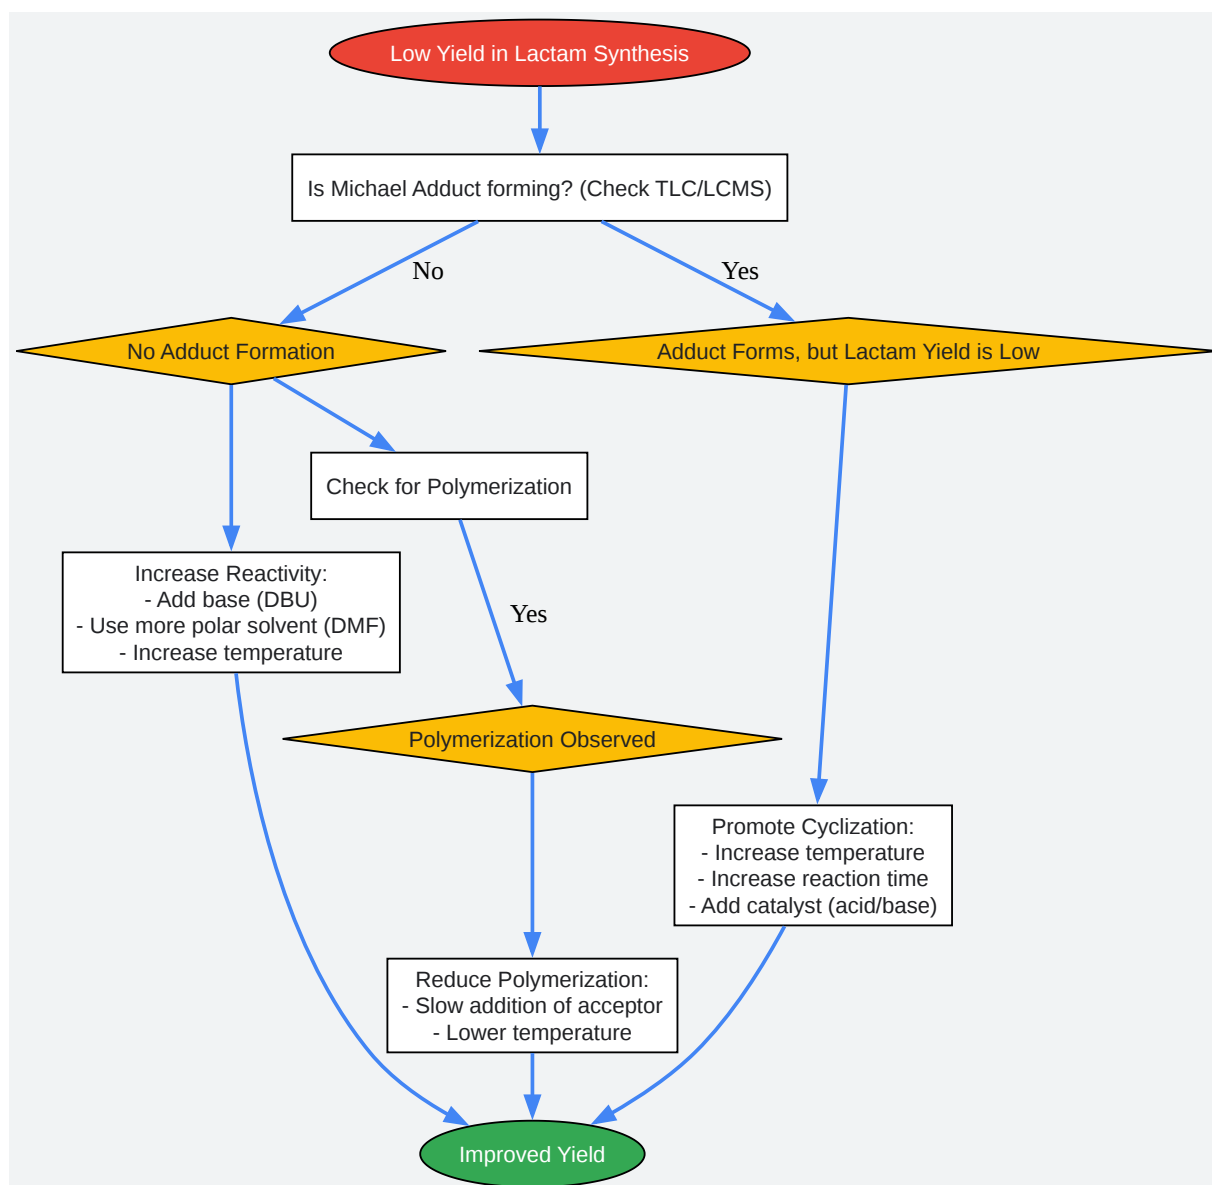 Low Yield in Lactam Synthesis
Is Michael Adduct forming? (Check TLC/LCMS)
No
Yes
No Adduct Formation
Adduct Forms, but Lactam Yield is Low
Check for Polymerization
Increase Reactivity:
- Add base (DBU)
- Use more polar solvent (DMF)
- Increase temperature
Yes
Polymerization Observed
Promote Cyclization:
- Increase temperature
- Increase reaction time
- Add catalyst (acid/base)
Reduce Polymerization:
- Slow addition of acceptor
- Lower temperature
Improved Yield